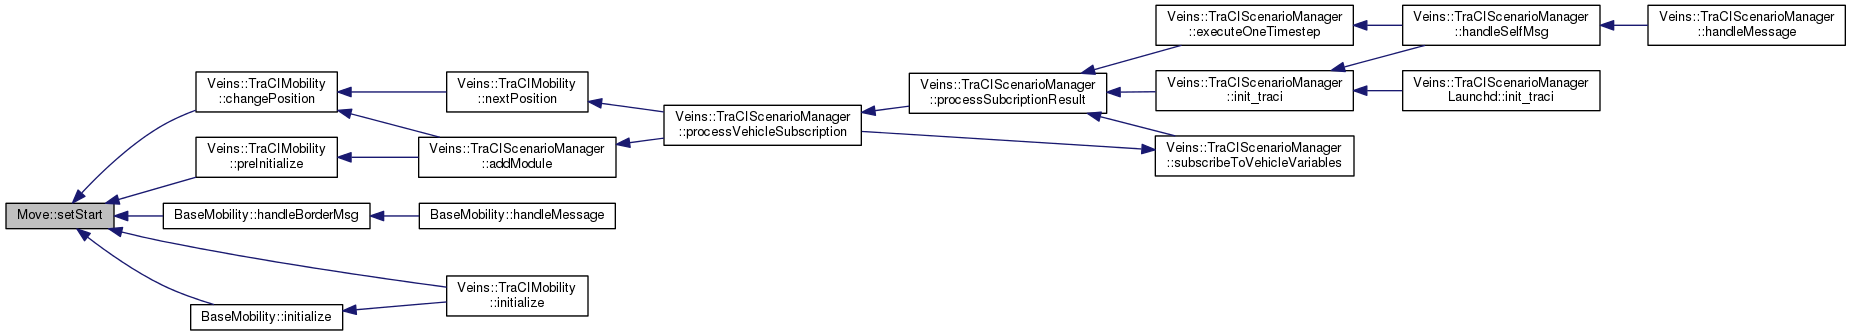 Move::setStart
Veins::TraCIMobility
::changePosition
Veins::TraCIMobility
::preInitialize
BaseMobility::handleBorderMsg
BaseMobility::initialize
Veins::TraCIMobility
::nextPosition
Veins::TraCIScenarioManager
::addModule
BaseMobility::handleMessage
Veins::TraCIMobility
::initialize
Veins::TraCIScenarioManager
::processVehicleSubscription
Veins::TraCIScenarioManager
::processSubcriptionResult
Veins::TraCIScenarioManager
::executeOneTimestep
Veins::TraCIScenarioManager
::init_traci
Veins::TraCIScenarioManager
::subscribeToVehicleVariables
Veins::TraCIScenarioManager
::handleSelfMsg
Veins::TraCIScenarioManager
Launchd::init_traci
Veins::TraCIScenarioManager
::handleMessage